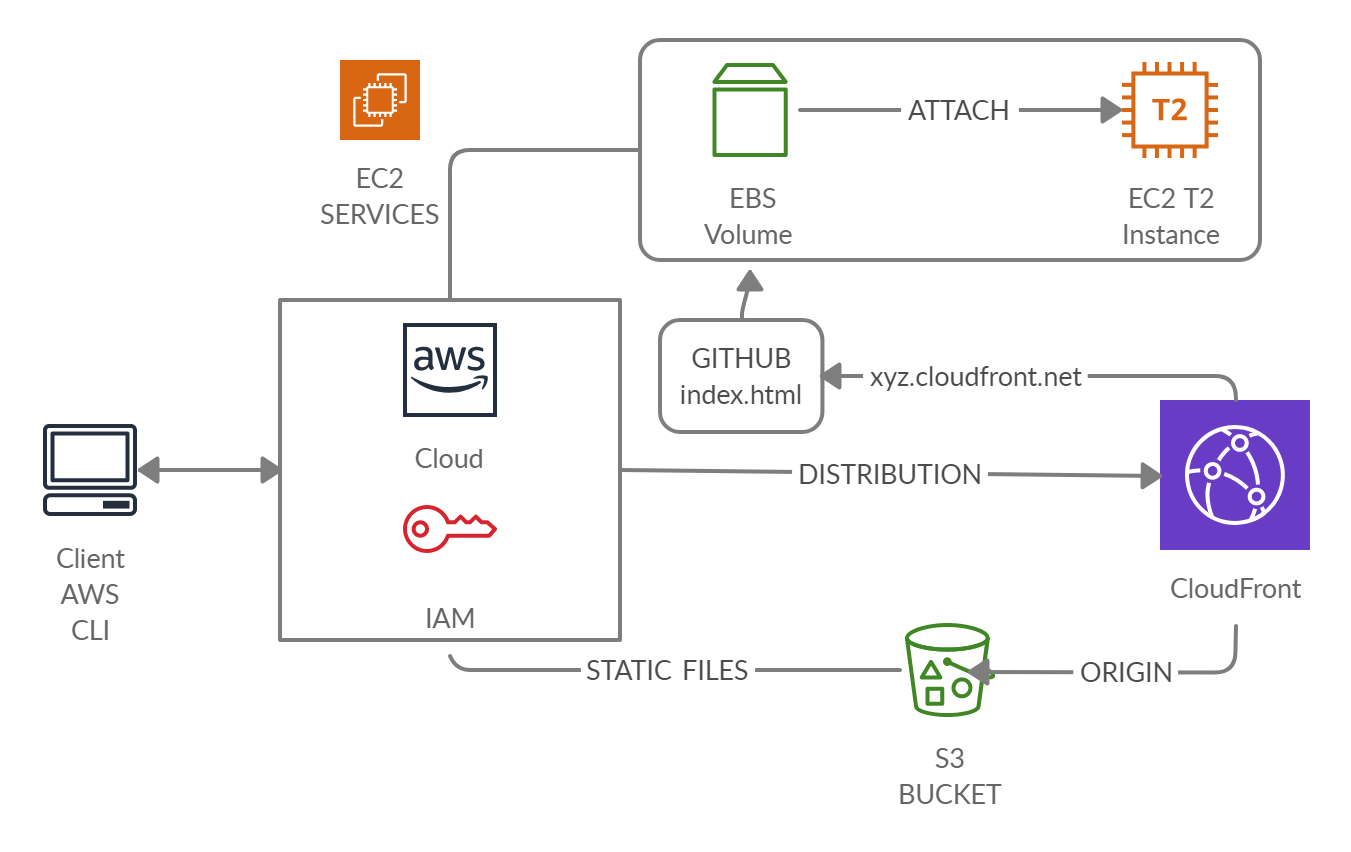 EC2
SERVICES
ATTACH
T2
EBS
Volume
EC2 T2
Instance
GITHUB
index.html
xyz.cloudfront.net
aws
Cloud
IAM
Client
AWS
CLI
DISTRIBUTION
CloudFront
STATIC FILES
ORIGIN
S3
BUCKET